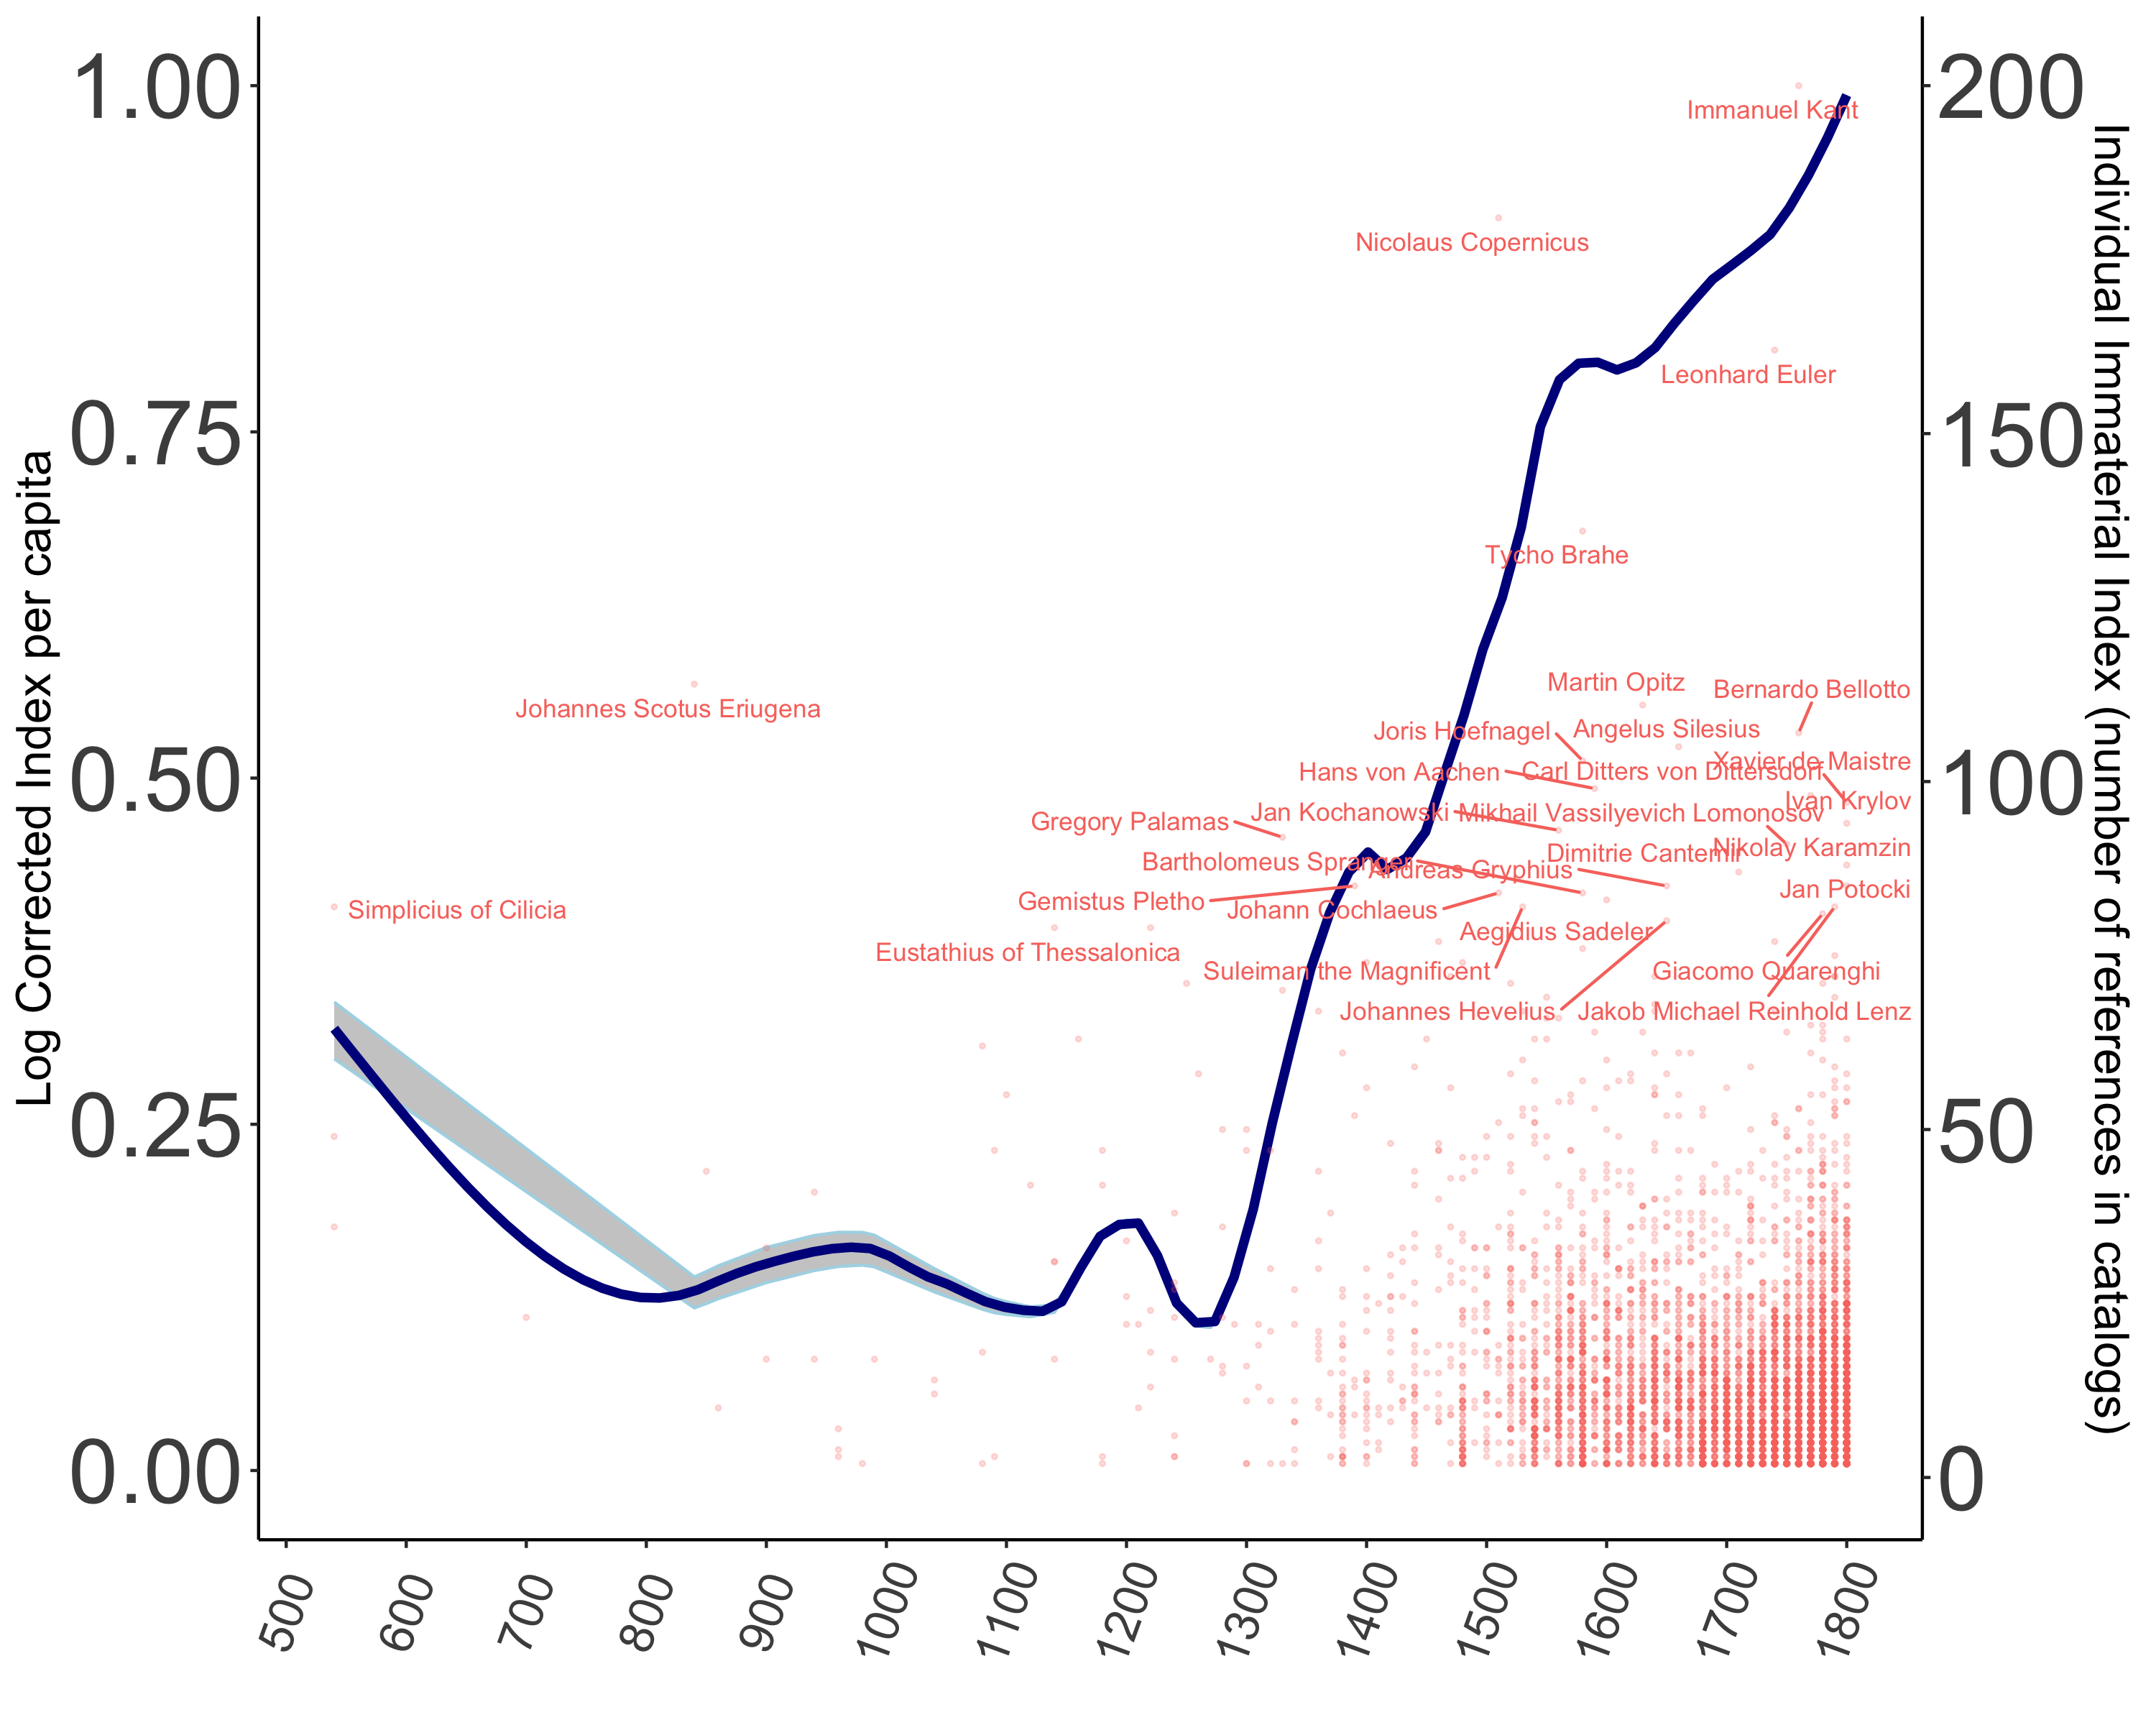 1.00
0.75
0.50
0.25
0.00
Log Corrected Index per capita
200
150
100
50
0
Individual Immaterial Index (number of references in catalogs)
500
600
700
800
900
1000
1100
1200
1300
1400
1500
1600
1700
1800
Immanuel Kant
Nicolaus Copernicus
Leonhard Euler
Tycho Brahe
Martin Opitz
Bernardo Bellotto
Johannes Scotus Eriugena
Joris Hoefnagel
Angelus Silesius
Xavier de Maistre
Hans von Aachen
Carl Ditters von Dittersdorf
Ivan Krylov
Jan Kochanowski
Mikhail Vassilyevich Lomonosov
Gregory Palamas
Nikolay Karamzin
Dimitrie Cantemir
Bartholomeus Spranger
Andreas Gryphius
Jan Potocki
Gemistus Pletho
Johann Cochlaeus
Simplicius of Cilicia
Aegidius Sadeler
Eustathius of Thessalonica
Suleiman the Magnificent
Giacomo Quarenghi
Johannes Hevelius
Jakob Michael Reinhold Lenz